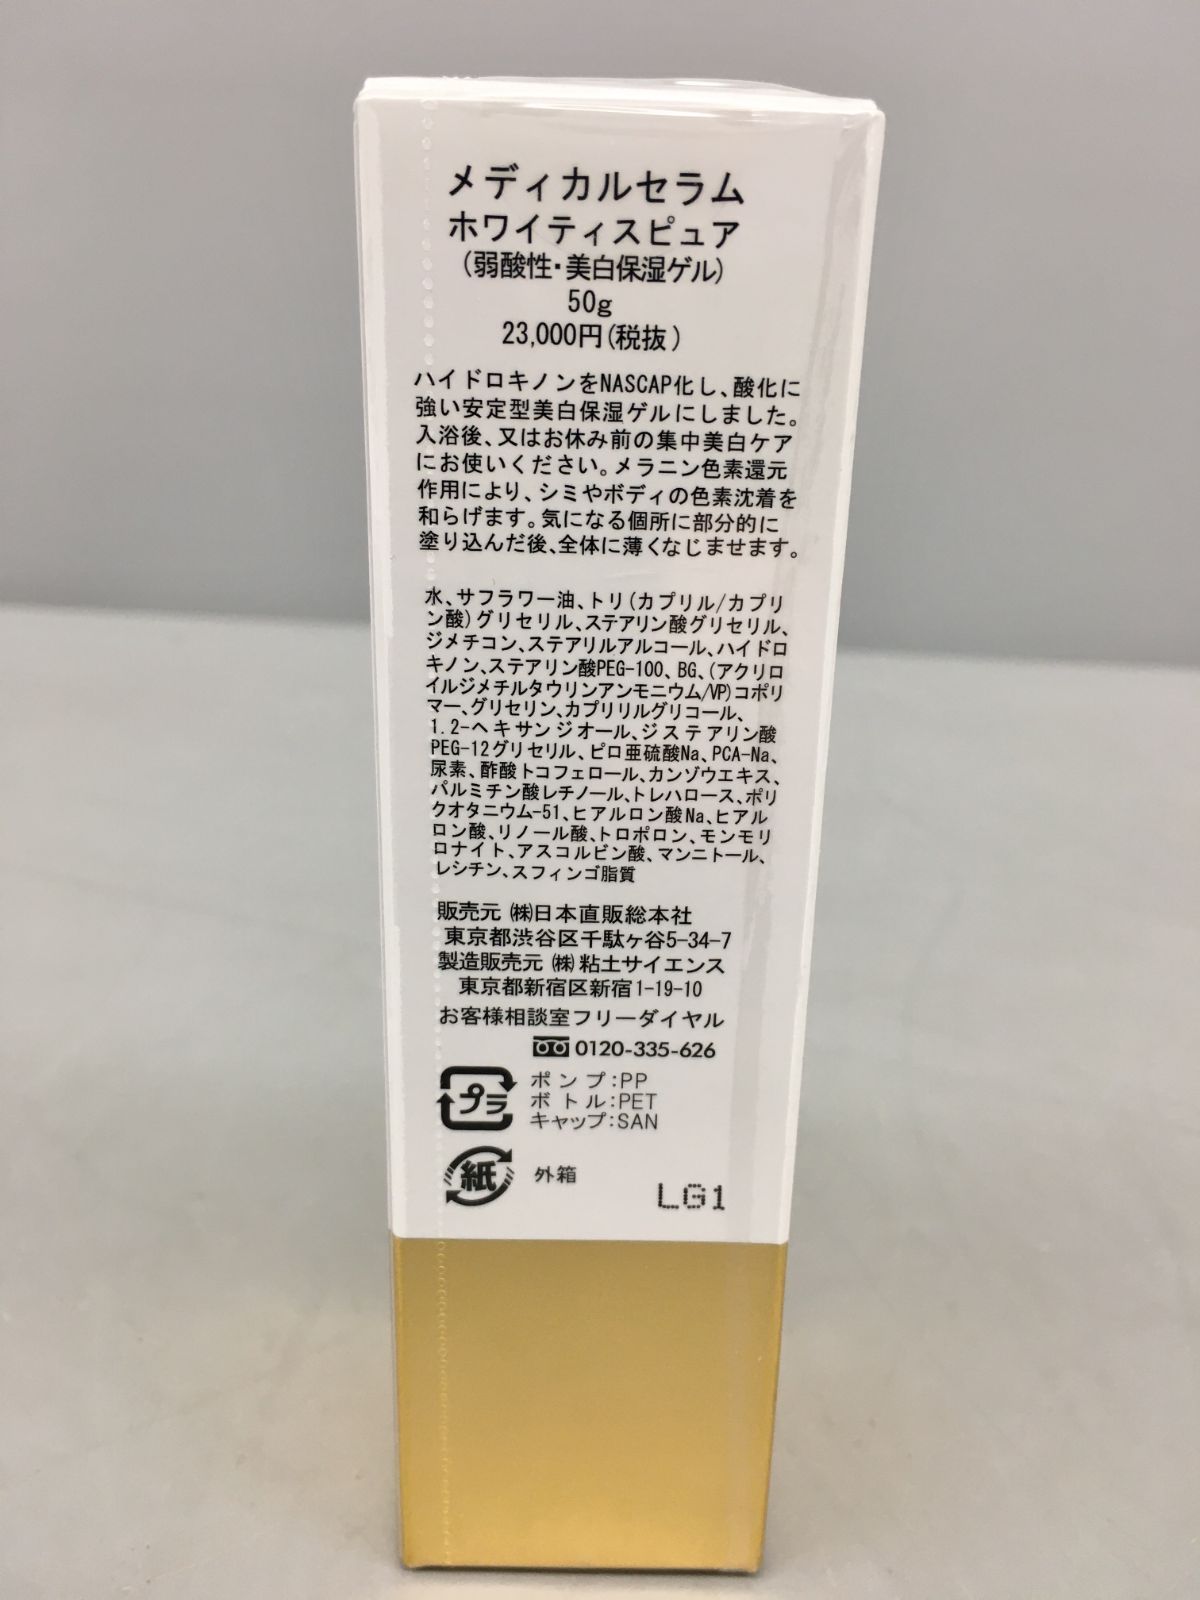 メディカルセラム
ホワイティスピュア
(弱酸性・美白保湿ゲル)
50g
23,000円(税抜)
ハイドロキノンをNASCAP化し、酸化に
強い安定型美白保湿ゲルにしました。
入浴後、又はお休み前の集中美白ケア
にお使いください。メラニン色素還元
作用により、シミやボディの色素沈着を
和らげます。気になる個所に部分的に
塗り込んだ後、全体に薄くなじませます。
水、サフラワー油、トリ(カプリル/カプリ
ン酸)グリセリル、ステアリン酸グリセリル、
ジメチコン、ステアリルアルコール、ハイドロ
キノン、ステアリン酸PEG-100、BG、(アクリロ
イルジメチルタウリンアンモニウム/VP)コポリ
マー、グリセリン、カプリリルグリコール、
1.2-ヘキサンジオール、ジステアリン酸
PEG-12グリセリル、ピロ亜硫酸Na、PCA-Na、
尿素、酢酸トコフェロール、カンゾウエキス、
パルミチン酸レチノール、トレハロース、ポリ
クオタニウム-51、ヒアルロン酸Na、ヒアル
ロン酸、リノール酸、トロポロン、モンモリ
ロナイト、アスコルビン酸、マンニトール、
レシチン、スフィンゴ脂質
販売元 ㈱日本直販総本社
東京都渋谷区千駄ヶ谷5-34-7
製造販売元 ㈱粘土サイエンス
東京都新宿区新宿1-19-10
お客様相談室フリーダイヤル
0120-335-626
プラ
ポンプ:PP
ボトル:PET
キャップ:SAN
紙 外箱
LG1